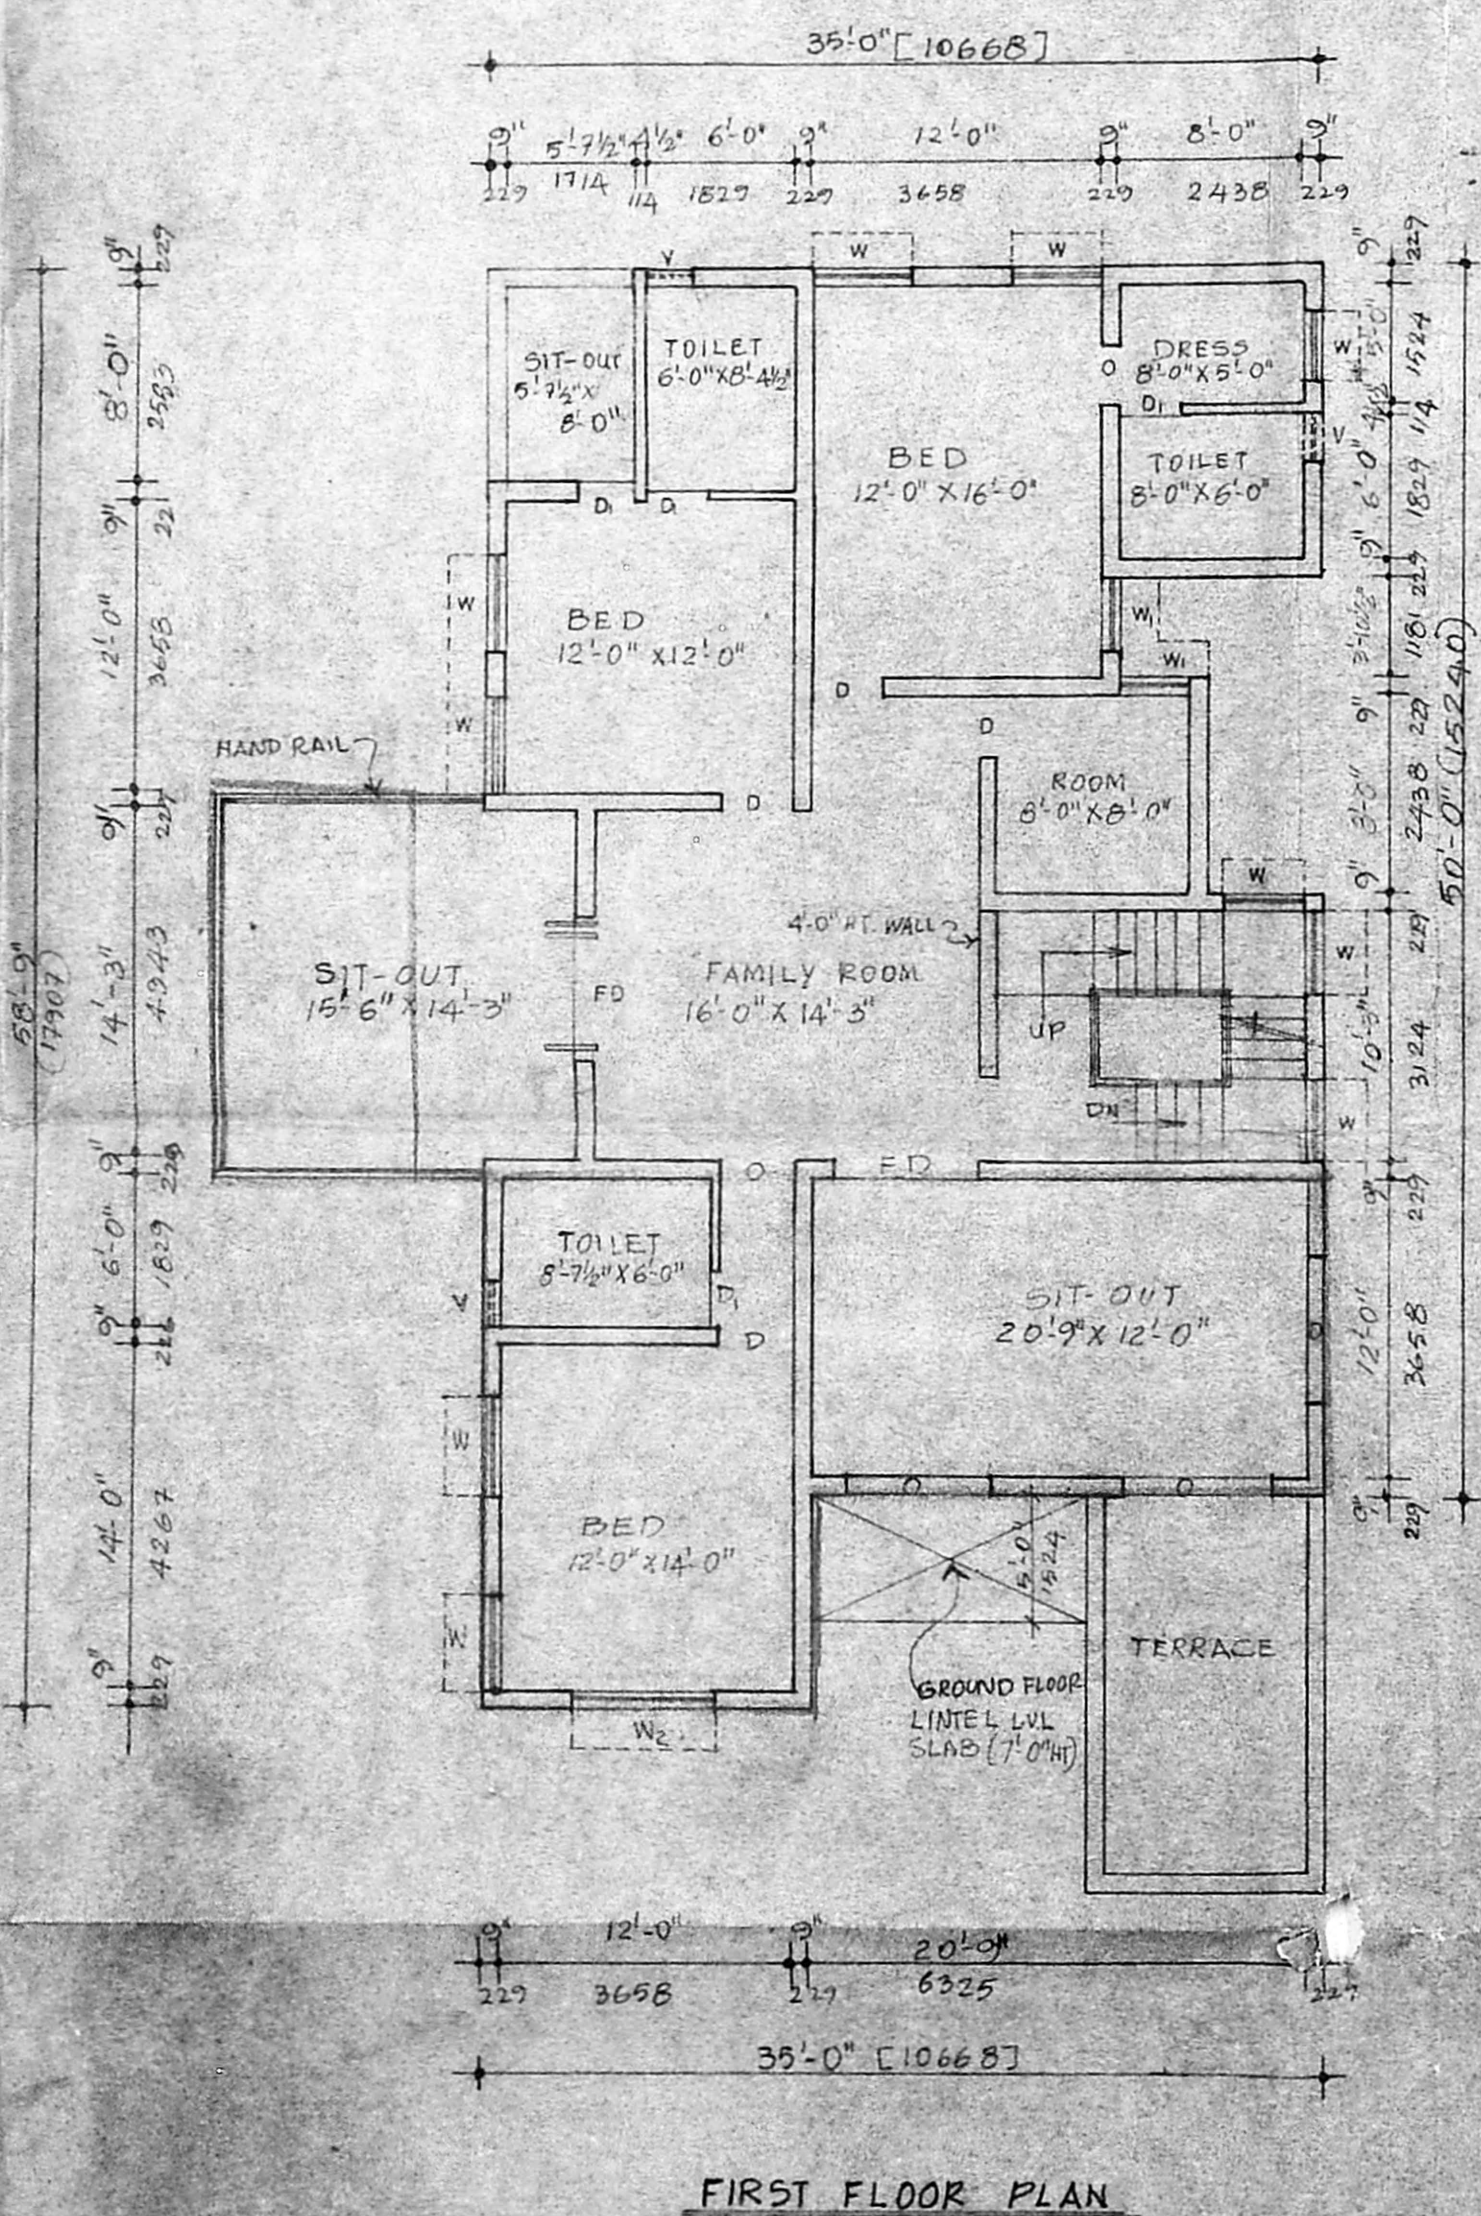 35'-0" [10668]
9" 5'-7½" 4½" 6'-0" 9" 12'-0" 9" 8'-0" 9"
229 1714 114 1829 229 3658 229 2438 229
V W W
SIT-OUT
5'-7½" X
8'-0"
TOILET
6'-0" X 8'-4½"
DRESS
8'-0" X 5'-0"
W
O
D1
V
BED
12'-0" X 16'-0"
TOILET
8'-0" X 6'-0"
D1 D1
W
BED
12'-0" X 12'-0"
W1
W1
D
D
W
HAND RAIL
D
ROOM
8'-0" X 8'-0"
W
4'-0" HT. WALL
W
SIT-OUT
15'-6" X 14'-3"
FD
FAMILY ROOM
16'-0" X 14'-3"
UP
DN
W
O
FD
TOILET
8'-7½" X 6'-0"
V
D1
D
SIT-OUT
20'-9" X 12'-0"
O
W
O O
BED
12'-0" X 14'-0"
5'-0"
1524
W
TERRACE
GROUND FLOOR
LINTEL LVL
SLAB (7'-0" HT)
W2
58'-9"
(17907)
9" 8'-0" 9" 12'-0" 9" 14'-3" 9" 6'-0" 9" 14'-0" 9"
229 2553 221 3658 229 4943 229 1829 226 4267 229
9" 5'-0" 4½" 6'-0" 9" 3'-10½" 9" 8'-0" 9" 10'-3" 9" 12'-0" 9"
229 1524 114 1829 229 1181 229 2438 229 3124 229 3658 229
50'-0" (15240)
9" 12'-0" 9" 20'-9"
229 3658 229 6325 229
35'-0" [10668]
FIRST FLOOR PLAN